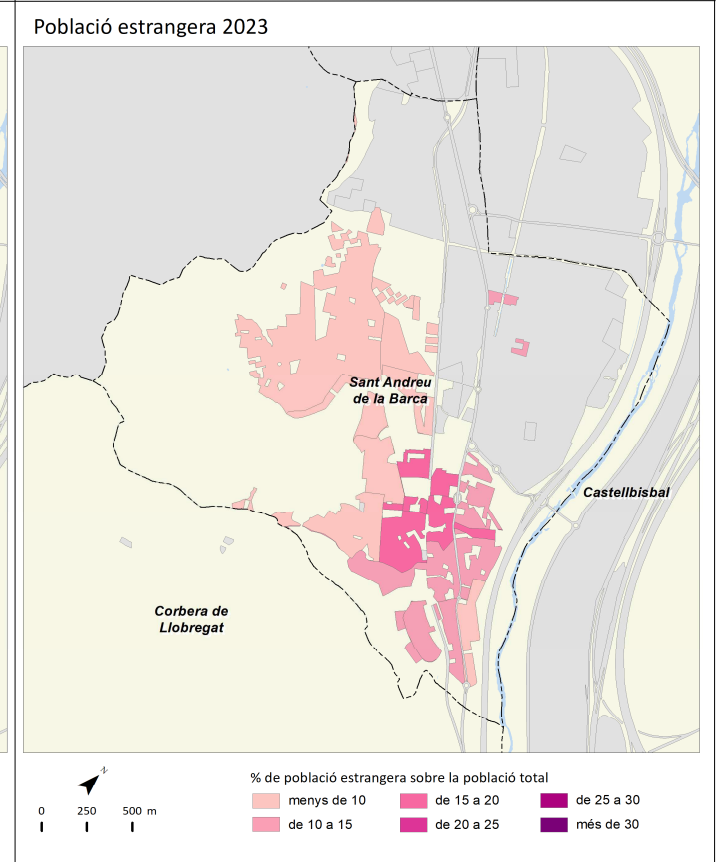 Població estrangera 2023
Sant Andreu
de la Barca
Castellbisbal
Corbera de
Llobregat
N
0 250 500 m
% de població estrangera sobre la població total
menys de 10
de 15 a 20
de 25 a 30
de 10 a 15
de 20 a 25
més de 30